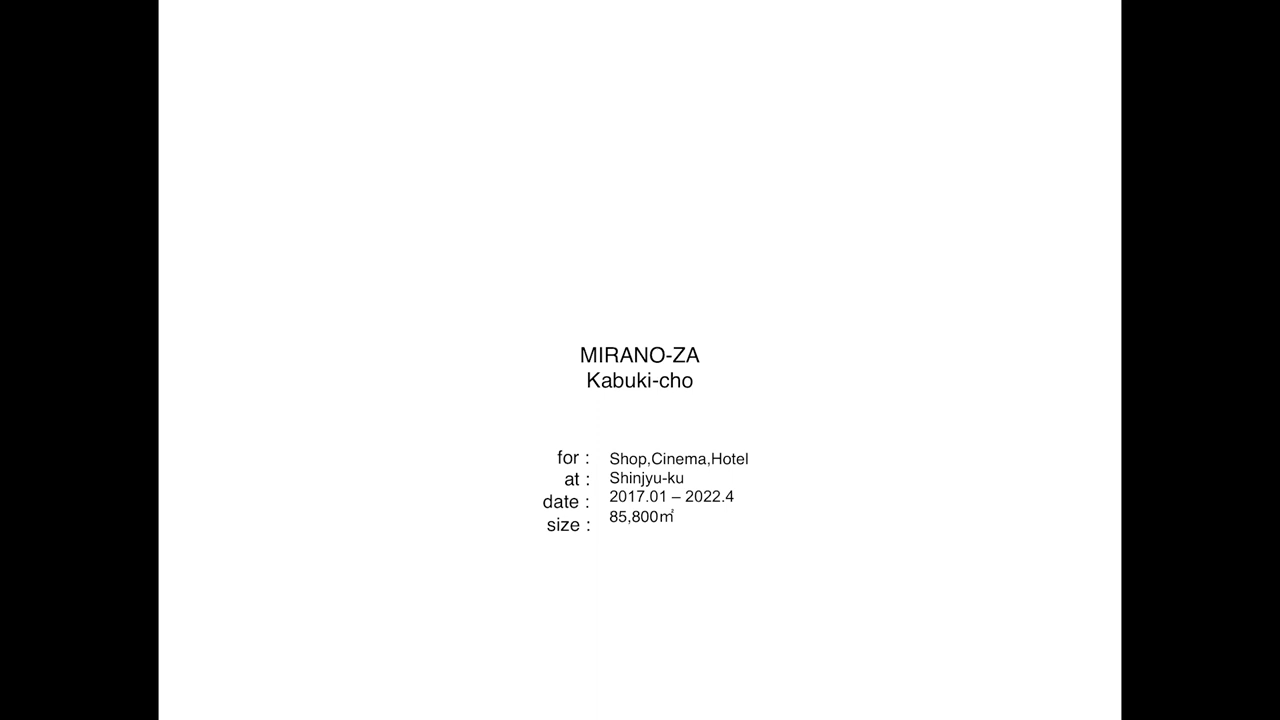 MIRANO-ZA
Kabuki-cho
for : Shop,Cinema,Hotel
at : Shinjyu-ku
date : 2017.01 – 2022.4
size : 85,800㎡